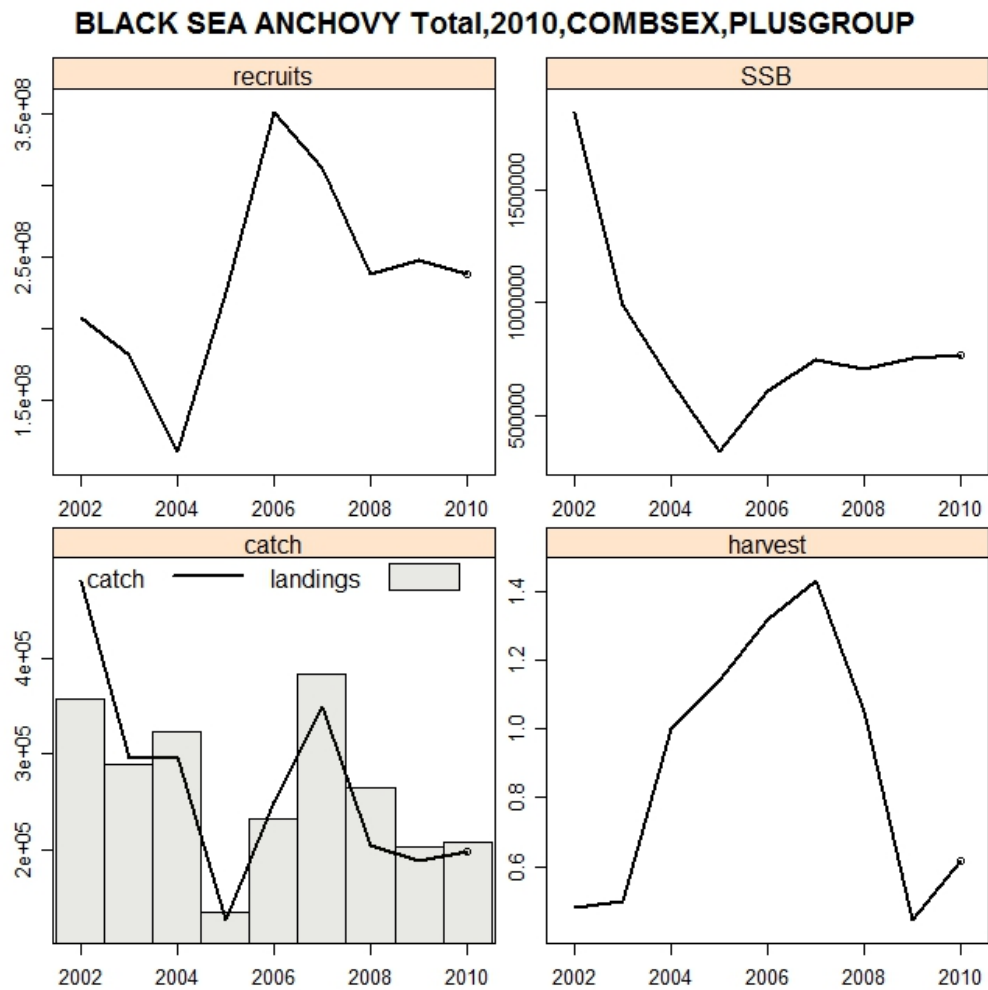 BLACK SEA ANCHOVY Total,2010,COMBSEX,PLUSGROUP
recruits
3.5e+08
2.5e+08
1.5e+08
2002 2004 2006 2008 2010
SSB
1500000
1000000
500000
2002 2004 2006 2008 2010
catch
catch landings
4e+05
3e+05
2e+05
2002 2004 2006 2008 2010
harvest
1.4
1.2
1.0
0.8
0.6
2002 2004 2006 2008 2010